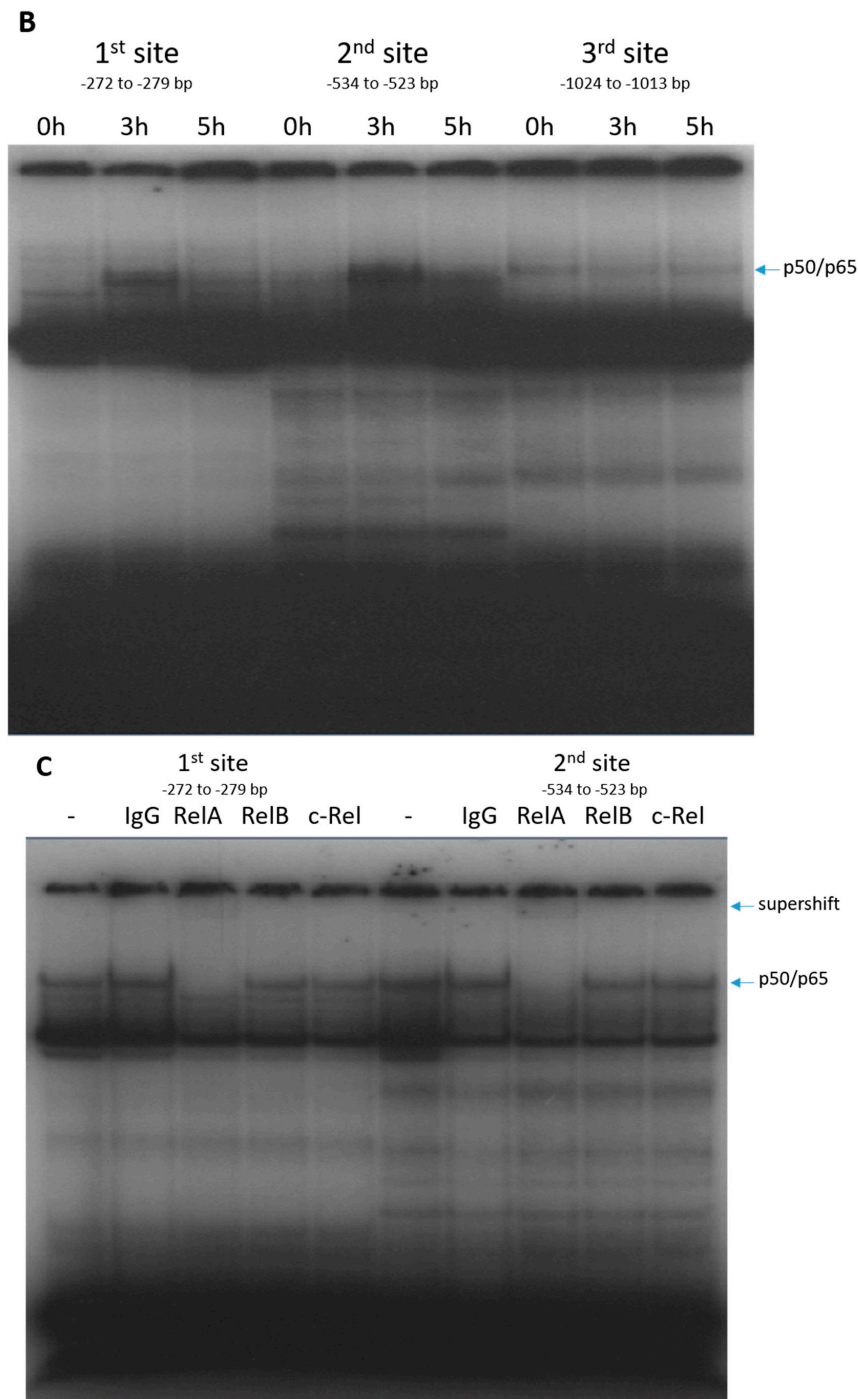 B
1st site 2nd site 3rd site
-272 to -279 bp -534 to -523 bp -1024 to -1013 bp
0h 3h 5h 0h 3h 5h 0h 3h 5h
p50/p65
C 1st site 2nd site
-272 to -279 bp -534 to -523 bp
- IgG RelA RelB c-Rel - IgG RelA RelB c-Rel
supershift
p50/p65